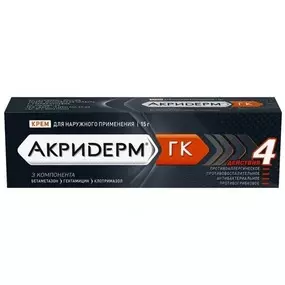 КРЕМ ДЛЯ НАРУЖНОГО ПРИМЕНЕНИЯ 15 г
АКРИДЕРМ® ГК
4 ДЕЙСТВИЯ
ПРОТИВОАЛЛЕРГИЧЕСКОЕ
ПРОТИВОВОСПАЛИТЕЛЬНОЕ
АНТИБАКТЕРИАЛЬНОЕ
ПРОТИВОГРИБКОВОЕ
3 КОМПОНЕНТА
БЕТАМЕТАЗОН ГЕНТАМИЦИН КЛОТРИМАЗОЛ